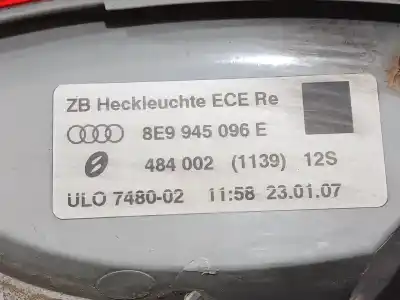 ZB Heckleuchte ECE Re
8E9 945 096 E
484 002 (1139) 12S
ULO 7480-02 11:58 23.01.07